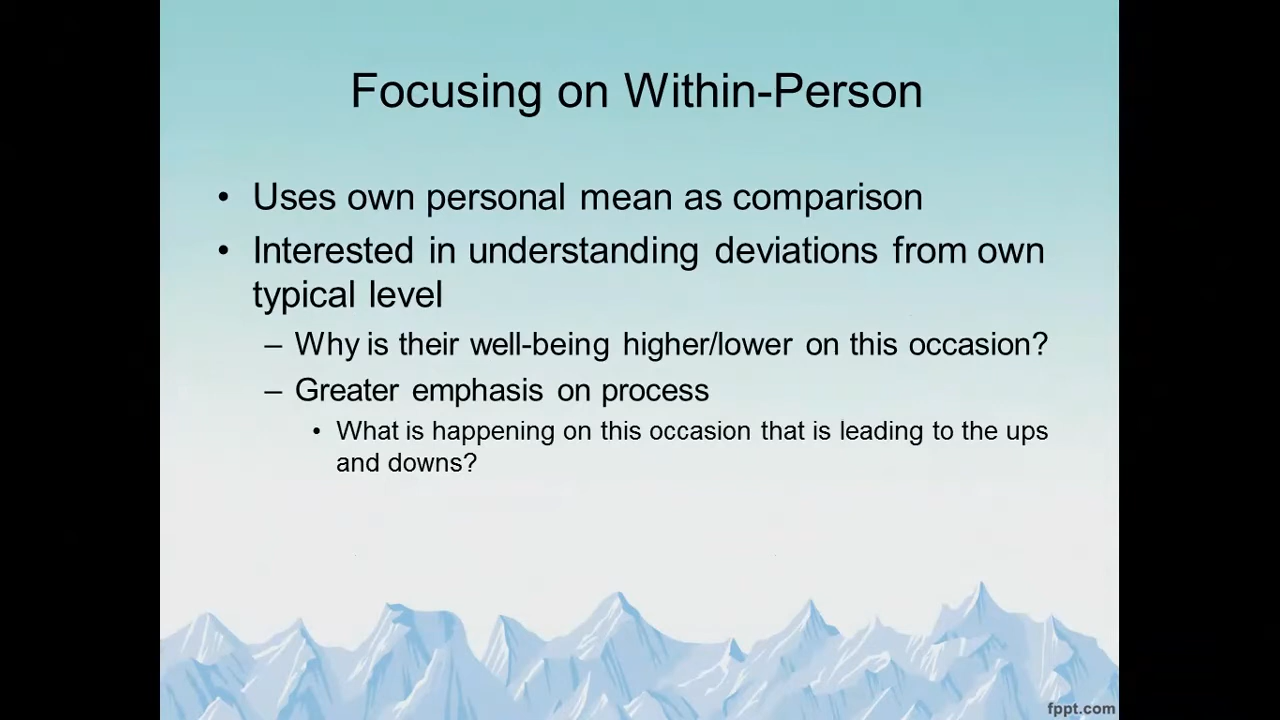 Focusing on Within-Person
• Uses own personal mean as comparison
• Interested in understanding deviations from own
typical level
– Why is their well-being higher/lower on this occasion?
– Greater emphasis on process
• What is happening on this occasion that is leading to the ups
and downs?
fppt.com